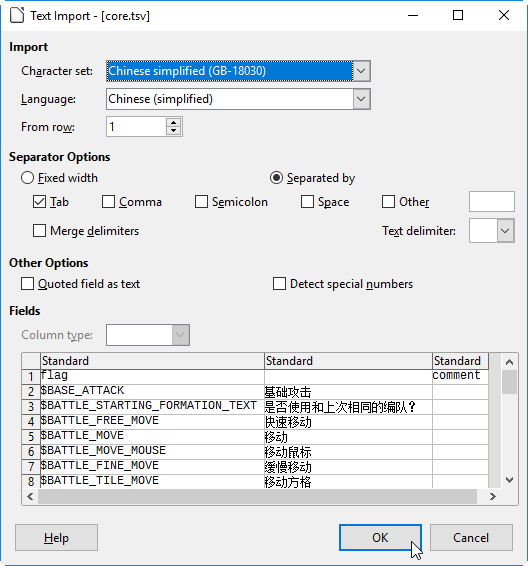 Text Import - [core.tsv]
Import
Character set: Chinese simplified (GB-18030)
Language: Chinese (simplified)
From row: 1
Separator Options
Fixed width Separated by
Tab Comma Semicolon Space Other
Merge delimiters Text delimiter:
Other Options
Quoted field as text Detect special numbers
Fields
Column type:
Standard Standard Standard
1 flag comment
2 $BASE_ATTACK 基础攻击
3 $BATTLE_STARTING_FORMATION_TEXT 是否使用和上次相同的编队?
4 $BATTLE_FREE_MOVE 快速移动
5 $BATTLE_MOVE 移动
6 $BATTLE_MOVE_MOUSE 移动鼠标
7 $BATTLE_FINE_MOVE 缓慢移动
8 $BATTLE_TILE_MOVE 移动方格
Help OK Cancel